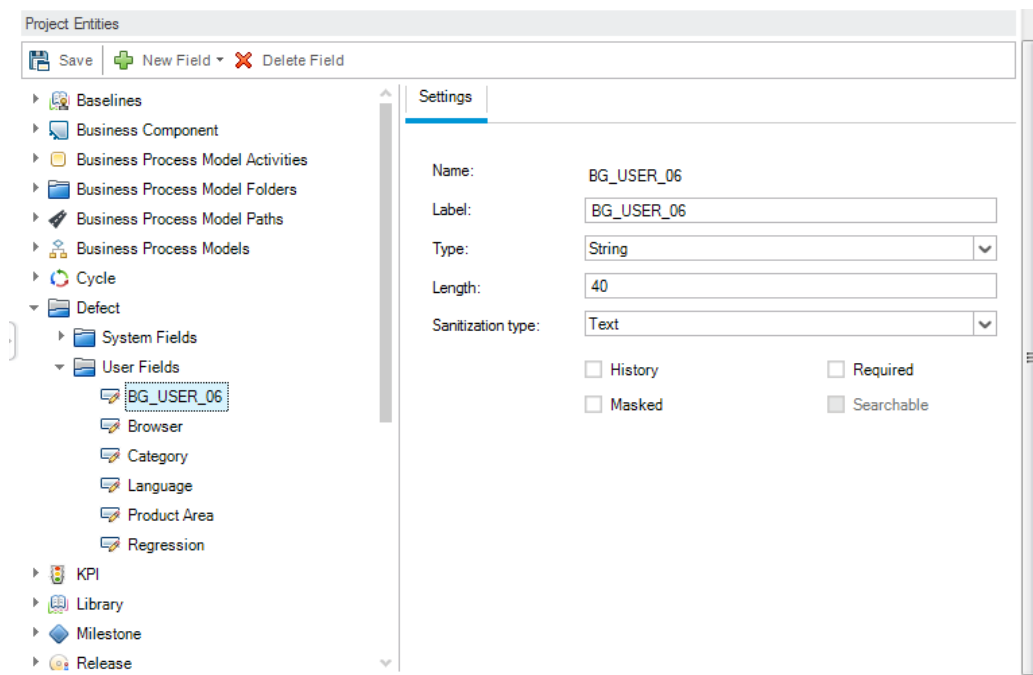 Project Entities
Save New Field Delete Field
Baselines
Business Component
Business Process Model Activities
Business Process Model Folders
Business Process Model Paths
Business Process Models
Cycle
Defect
System Fields
User Fields
BG_USER_06
Browser
Category
Language
Product Area
Regression
KPI
Library
Milestone
Release
Settings
Name: BG_USER_06
Label: BG_USER_06
Type: String
Length: 40
Sanitization type: Text
History Required
Masked Searchable